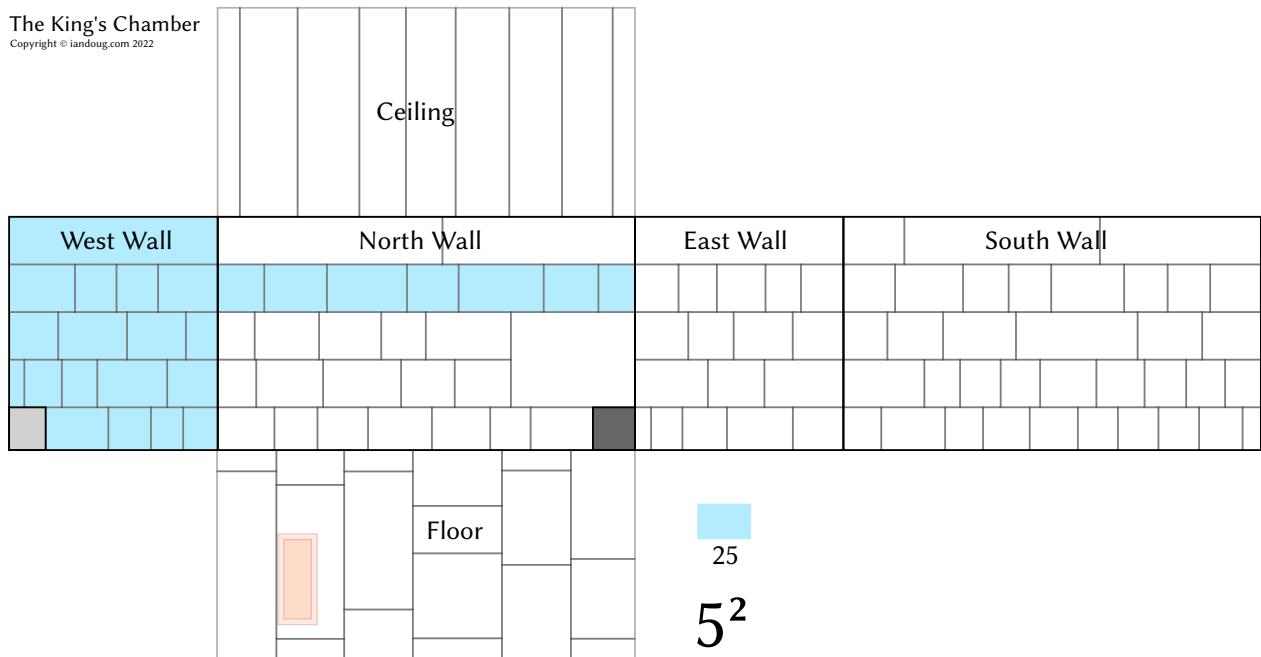 The King's Chamber
Copyright © iandoug.com 2022
Ceiling
West Wall
North Wall
East Wall
South Wall
Floor
25
5²